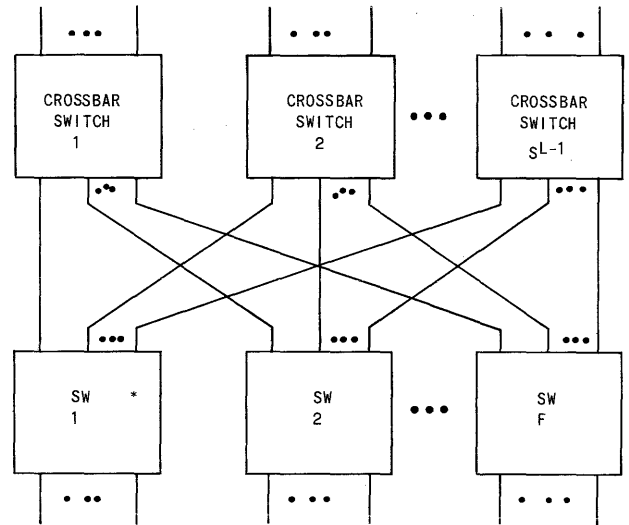 CROSSBAR
SWITCH
1
CROSSBAR
SWITCH
2
CROSSBAR
SWITCH
S^L-1
SW *
1
SW
2
SW
F